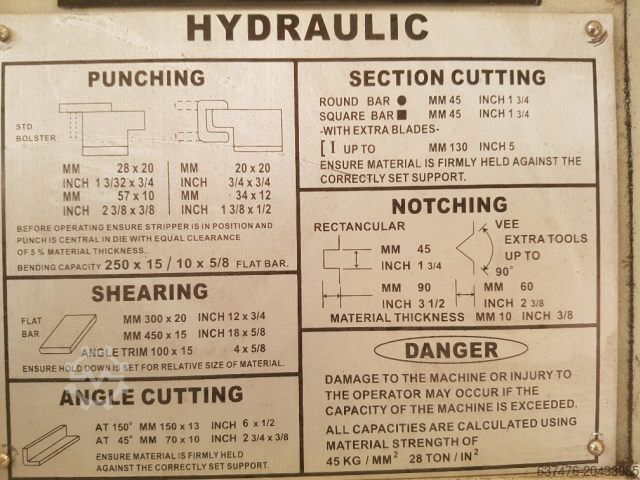 HYDRAULIC
PUNCHING
STD
BOLSTER
MM 28 x 20 MM 20 x 20
INCH 1 3/32 x 3/4 INCH 3/4 x 3/4
MM 57 x 10 MM 34 x 12
INCH 2 3/8 x 3/8 INCH 1 3/8 x 1/2
BEFORE OPERATING ENSURE STRIPPER IS IN POSITION AND
PUNCH IS CENTRAL IN DIE WITH EQUAL CLEARANCE
OF 5 % MATERIAL THICKNESS.
BENDING CAPACITY 250 x 15 / 10 x 5/8 FLAT BAR.
SHEARING
FLAT
BAR
MM 300 x 20 INCH 12 x 3/4
MM 450 x 15 INCH 18 x 5/8
ANGLE TRIM 100 x 15 4 x 5/8
ENSURE HOLD DOWN IS SET FOR RELATIVE SIZE OF MATERIAL.
ANGLE CUTTING
AT 150° MM 150 x 13 INCH 6 x 1/2
AT 45° MM 70 x 10 INCH 2 3/4 x 3/8
ENSURE MATERIAL IS FIRMLY HELD
AGAINST THE CORRECTLY SET SUPPORT.
SECTION CUTTING
ROUND BAR ● MM 45 INCH 1 3/4
SQUARE BAR ■ MM 45 INCH 1 3/4
-WITH EXTRA BLADES-
[ I UP TO MM 130 INCH 5
ENSURE MATERIAL IS FIRMLY HELD AGAINST THE
CORRECTLY SET SUPPORT.
NOTCHING
RECTANGULAR
MM 45
INCH 1 3/4
VEE
EXTRA TOOLS
UP TO
90°
MM 90 MM 60
INCH 3 1/2 INCH 2 3/8
MATERIAL THICKNESS MM 10 INCH 3/8
DANGER
DAMAGE TO THE MACHINE OR INJURY TO
THE OPERATOR MAY OCCUR IF THE
CAPACITY OF THE MACHINE IS EXCEEDED.
ALL CAPACITIES ARE CALCULATED USING
MATERIAL STRENGTH OF
45 KG / MM² 28 TON / IN²
637476-20433985